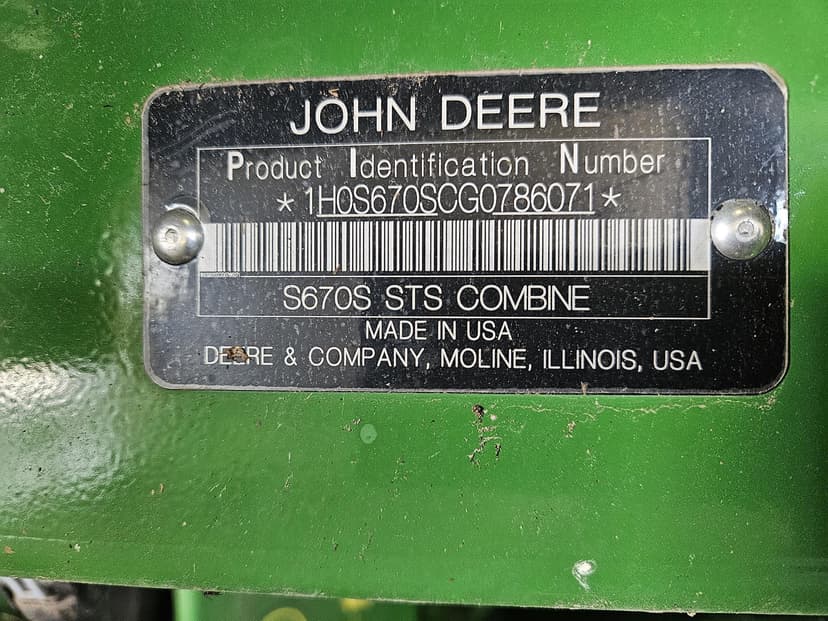 JOHN DEERE
Product Identification Number
*1H0S670SCG0786071*
S670S STS COMBINE
MADE IN USA
DEERE & COMPANY, MOLINE, ILLINOIS, USA